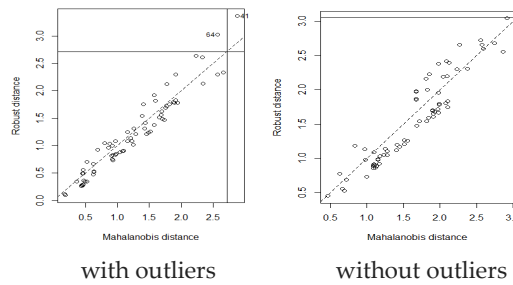 41
64
3.0
2.5
2.0
1.5
1.0
0.5
0.0
Robust distance
0.5 1.0 1.5 2.0 2.5
Mahalanobis distance
with outliers
3.0
2.5
2.0
1.5
1.0
0.5
Robust distance
0.5 1.0 1.5 2.0 2.5 3.0
Mahalanobis distance
without outliers